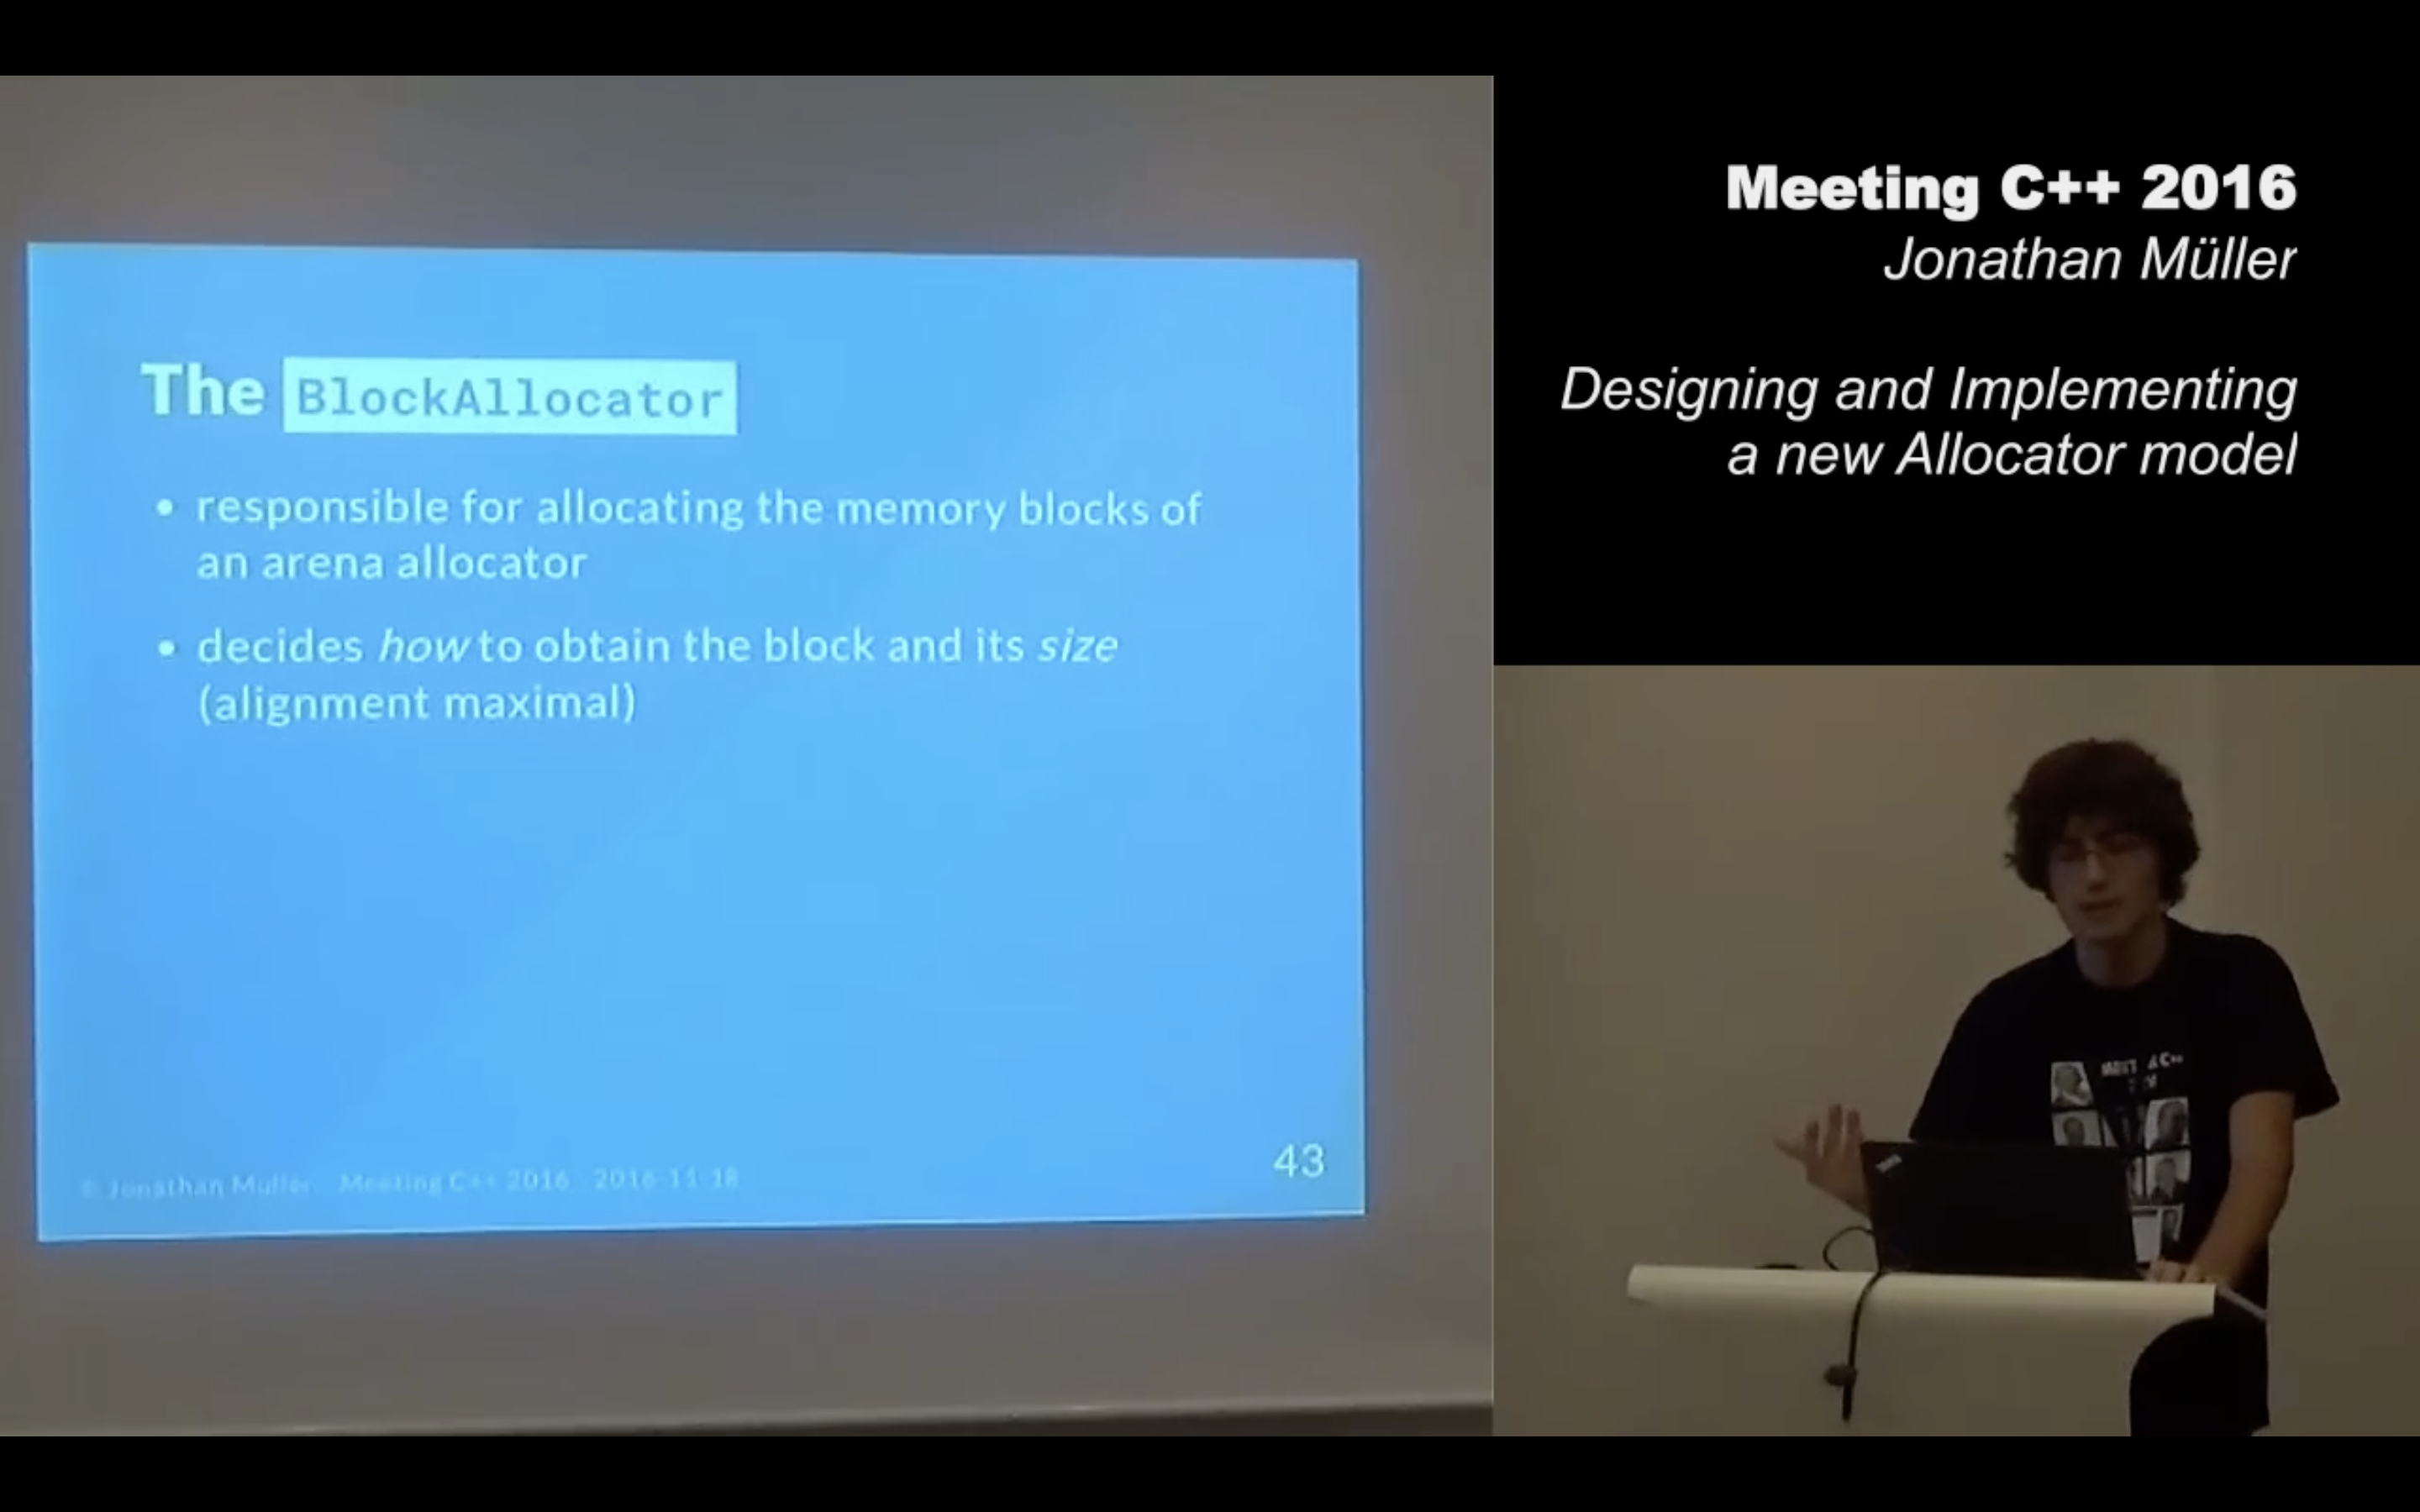 The BlockAllocator
• responsible for allocating the memory blocks of
an arena allocator
• decides how to obtain the block and its size
(alignment maximal)
© Jonathan Müller Meeting C++ 2016 2016-11-18
43
Meeting C++ 2016
Jonathan Müller
Designing and Implementing
a new Allocator model